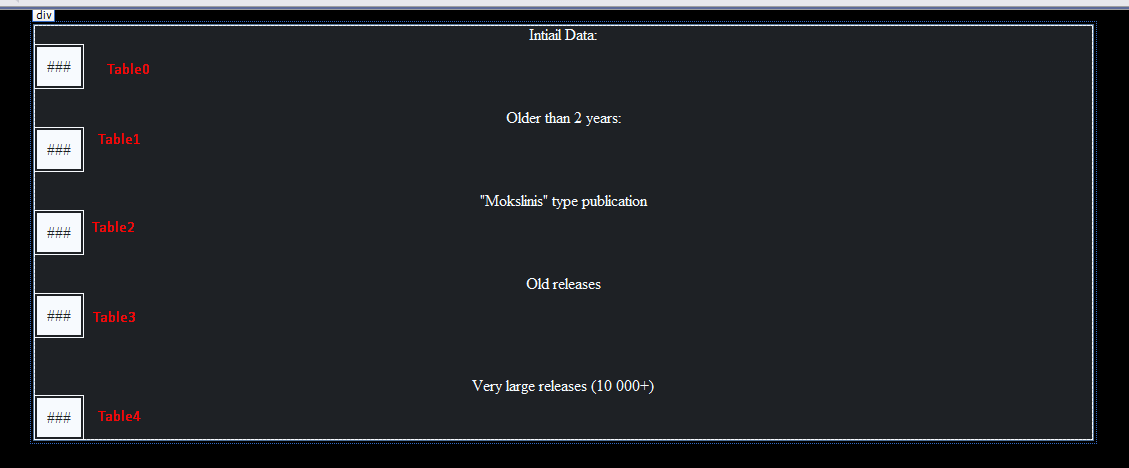 div
Intiail Data:
### Table0
Older than 2 years:
### Table1
"Mokslinis" type publication
### Table2
Old releases
### Table3
Very large releases (10 000+)
### Table4